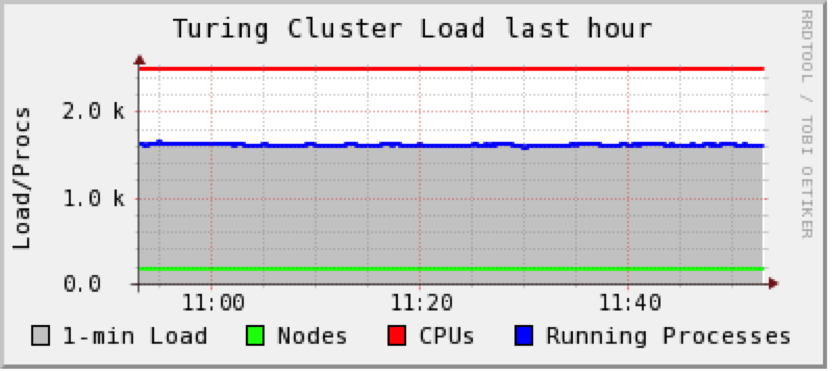 Turing Cluster Load last hour
RRDTOOL / TOBI OETIKER
Load/Procs
2.0 k
1.0 k
0.0
11:00 11:20 11:40
1-min Load Nodes CPUs Running Processes